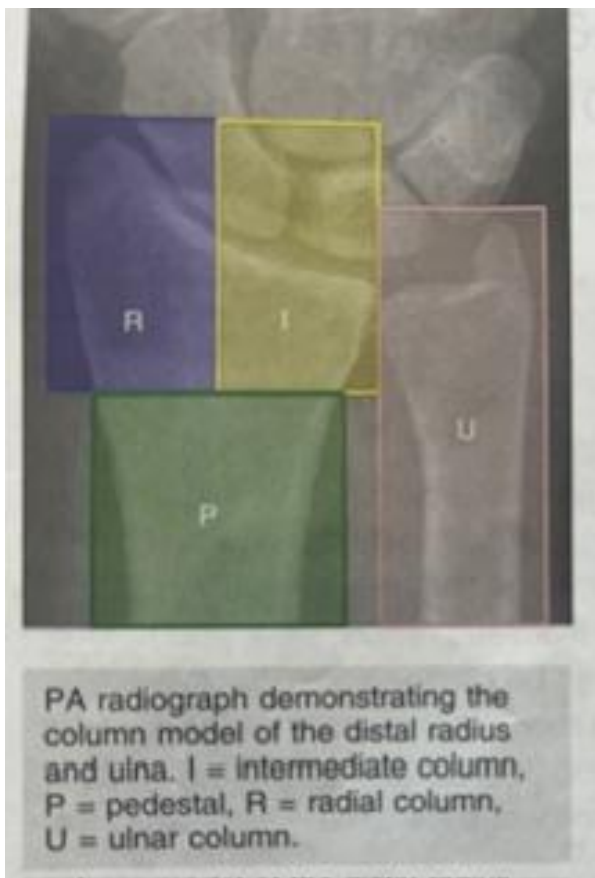 R
I
U
P
PA radiograph demonstrating the
column model of the distal radius
and ulna. I = intermediate column,
P = pedestal, R = radial column,
U = ulnar column.